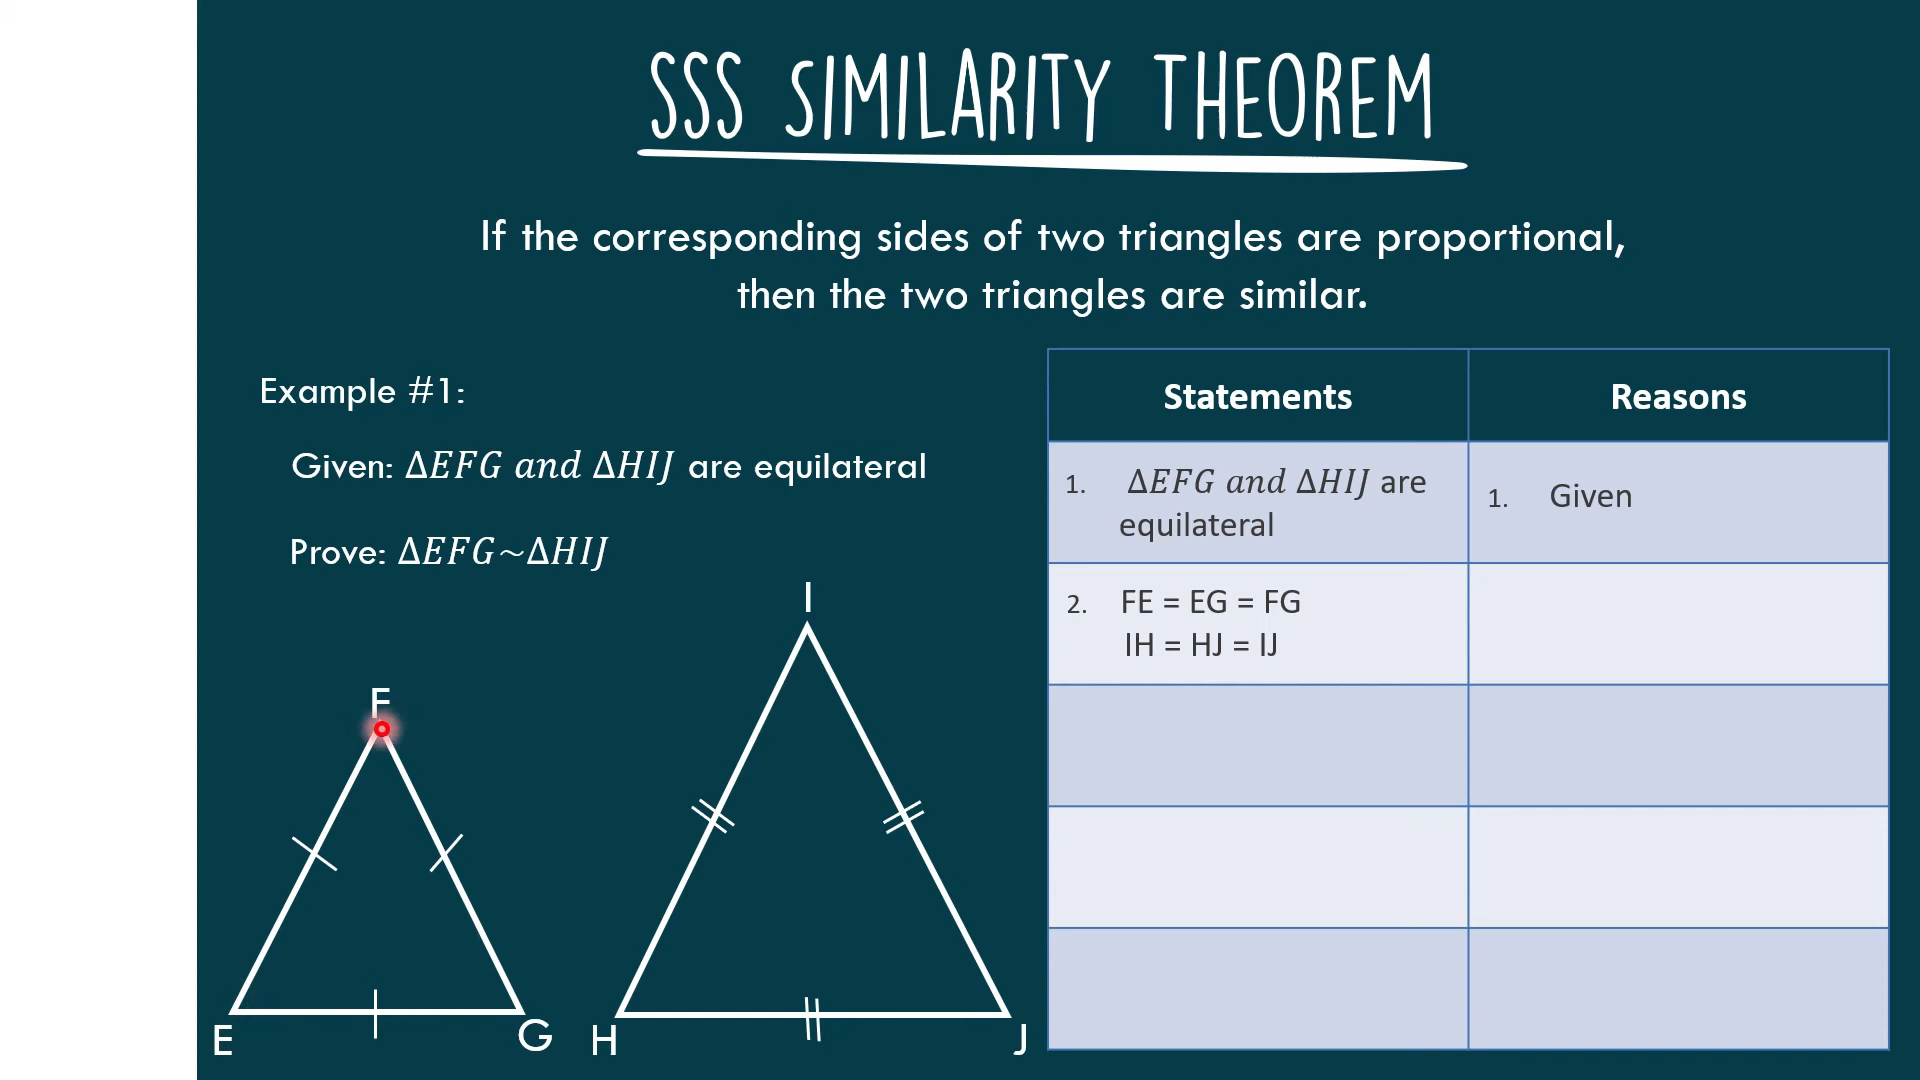 SSS SIMILARITY THEOREM
If the corresponding sides of two triangles are proportional,
then the two triangles are similar.
Example #1:
Given: ΔEFG and ΔHIJ are equilateral
Prove: ΔEFG~ΔHIJ
F
E
G
I
H
J
Statements
Reasons
1. ΔEFG and ΔHIJ are
equilateral
1. Given
2. FE = EG = FG
IH = HJ = IJ